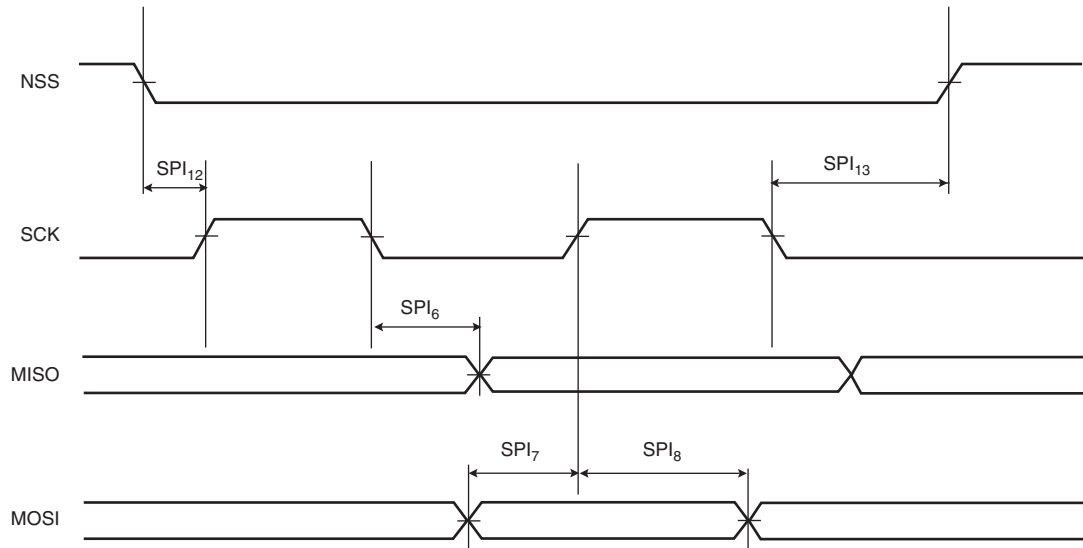 NSS
SPI₁₂
SPI₁₃
SCK
SPI₆
MISO
SPI₇
SPI₈
MOSI